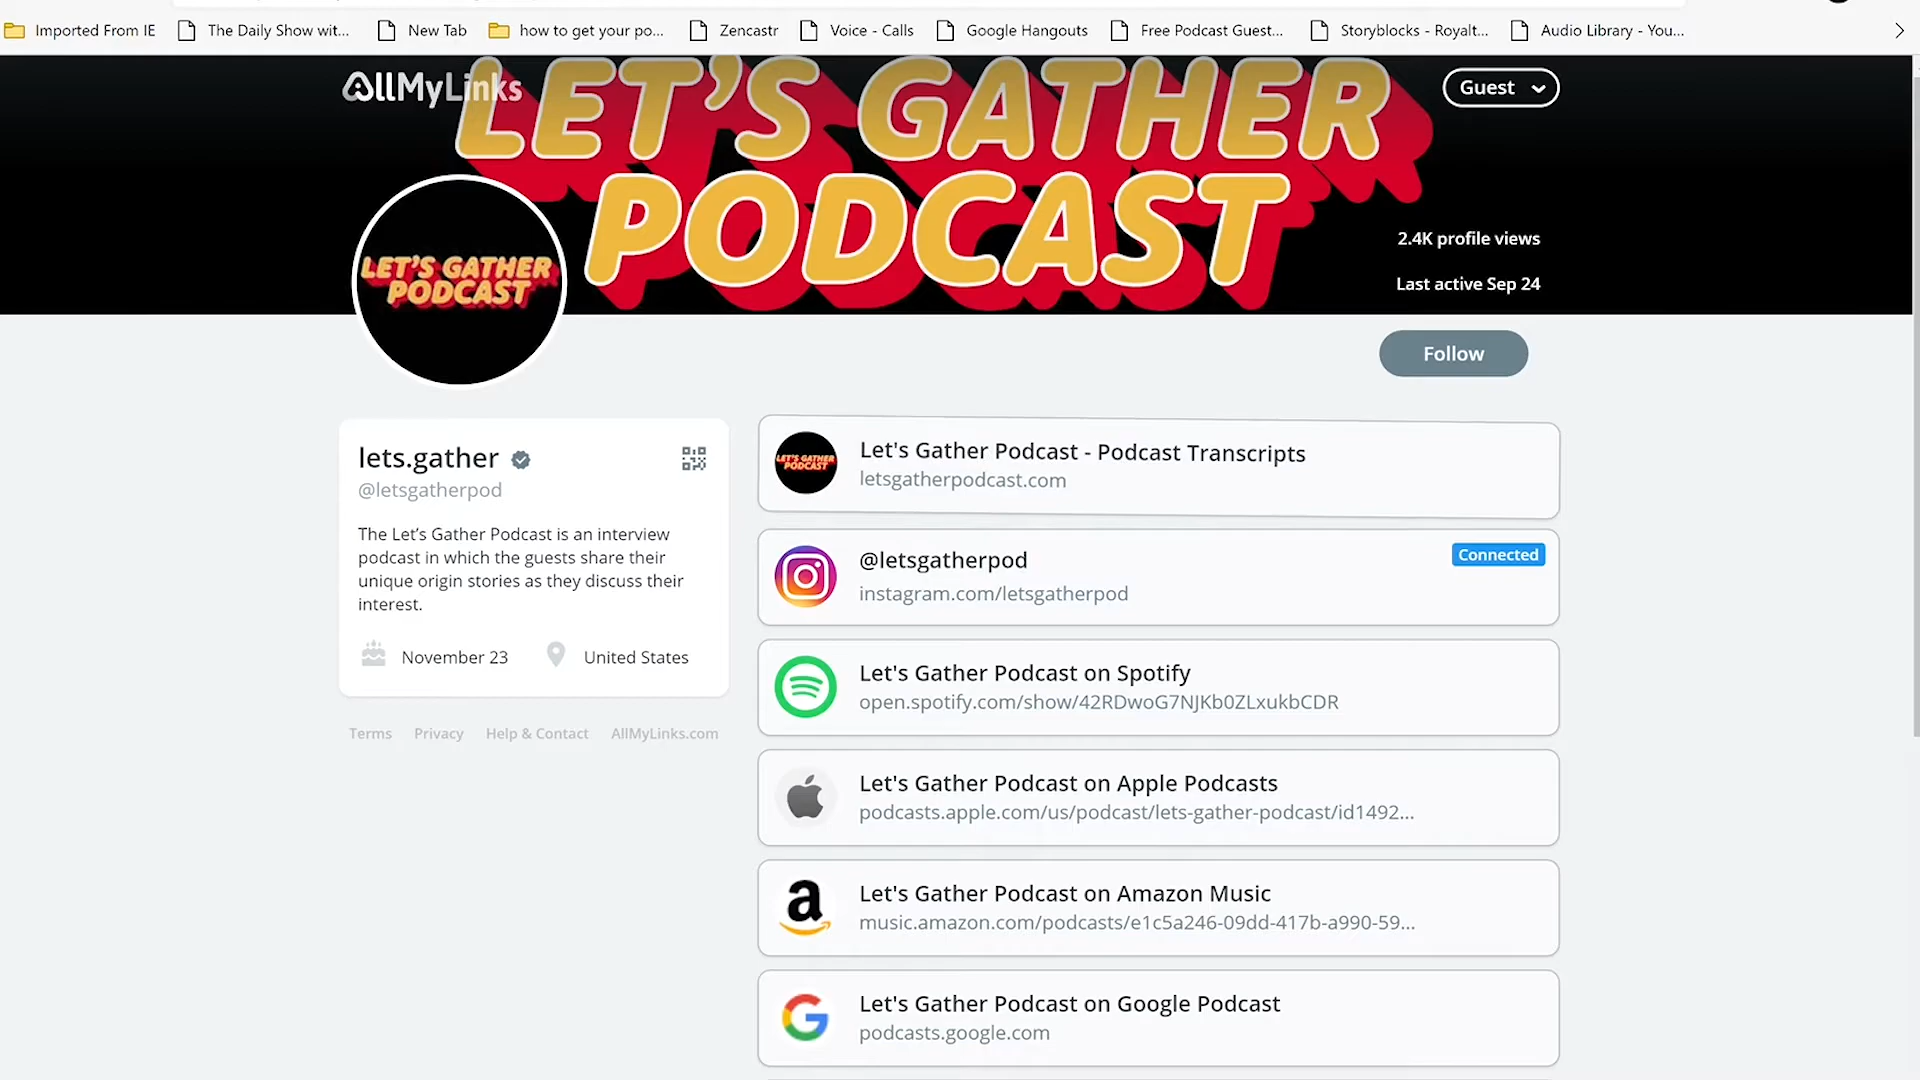 Imported From IE
The Daily Show wit...
New Tab
how to get your po...
Zencastr
Voice - Calls
Google Hangouts
Free Podcast Guest...
Storyblocks - Royalt...
Audio Library - You...
AllMyLinks
LET'S GATHER
PODCAST
Guest
2.4K profile views
Last active Sep 24
LET'S GATHER
PODCAST
Follow
lets.gather
@letsgatherpod
The Let's Gather Podcast is an interview
podcast in which the guests share their
unique origin stories as they discuss their
interest.
November 23
United States
Terms
Privacy
Help & Contact
AllMyLinks.com
LET'S GATHER
PODCAST
Let's Gather Podcast - Podcast Transcripts
letsgatherpodcast.com
@letsgatherpod
Connected
instagram.com/letsgatherpod
Let's Gather Podcast on Spotify
open.spotify.com/show/42RDwoG7NJKb0ZLxukbCDR
Let's Gather Podcast on Apple Podcasts
podcasts.apple.com/us/podcast/lets-gather-podcast/id1492...
a
Let's Gather Podcast on Amazon Music
music.amazon.com/podcasts/e1c5a246-09dd-417b-a990-59...
G
Let's Gather Podcast on Google Podcast
podcasts.google.com